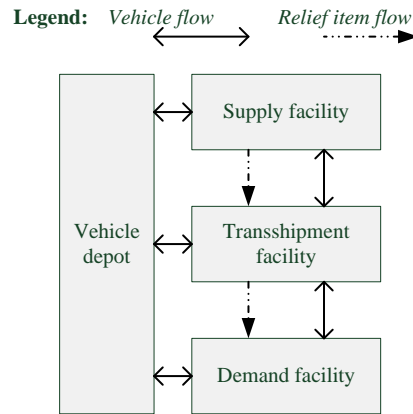 Legend: Vehicle flow Relief item flow
Supply facility
Vehicle
depot
Transshipment
facility
Demand facility